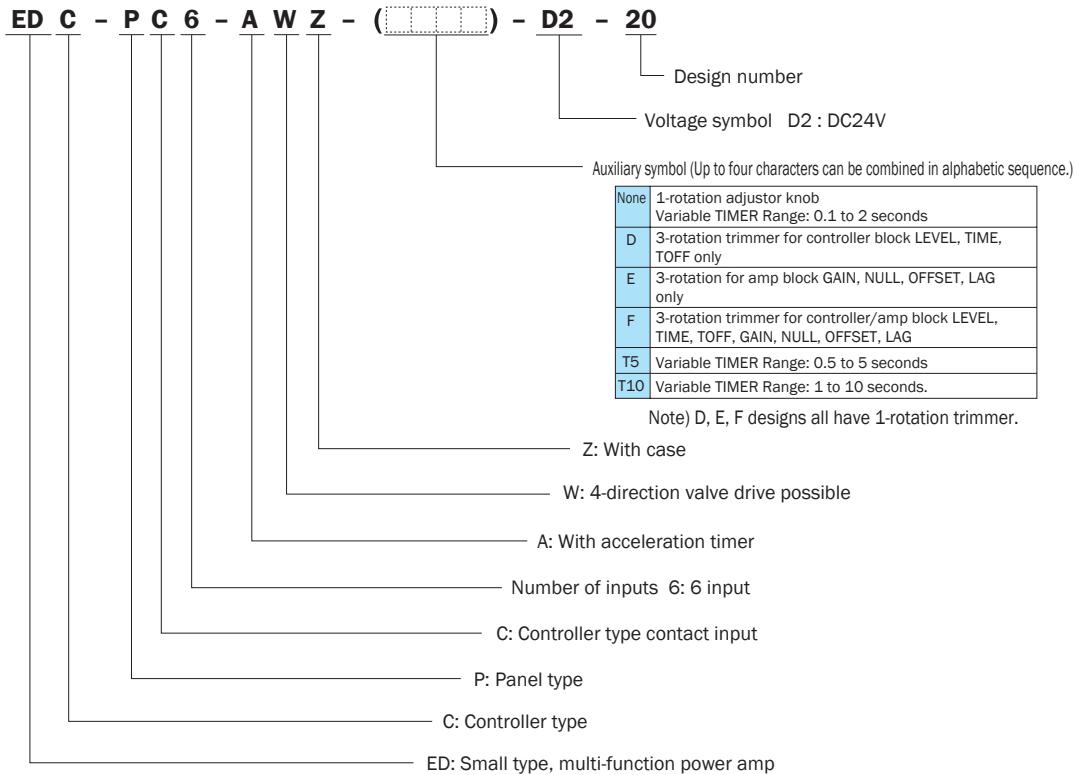 ED C – P C 6 – A W Z – ( ) – D2 – 20
Design number
Voltage symbol D2 : DC24V
Auxiliary symbol (Up to four characters can be combined in alphabetic sequence.)
None 1-rotation adjustor knob
Variable TIMER Range: 0.1 to 2 seconds
D 3-rotation trimmer for controller block LEVEL, TIME,
TOFF only
E 3-rotation for amp block GAIN, NULL, OFFSET, LAG
only
F 3-rotation trimmer for controller/amp block LEVEL,
TIME, TOFF, GAIN, NULL, OFFSET, LAG
T5 Variable TIMER Range: 0.5 to 5 seconds
T10 Variable TIMER Range: 1 to 10 seconds.
Note) D, E, F designs all have 1-rotation trimmer.
Z: With case
W: 4-direction valve drive possible
A: With acceleration timer
Number of inputs 6: 6 input
C: Controller type contact input
P: Panel type
C: Controller type
ED: Small type, multi-function power amp